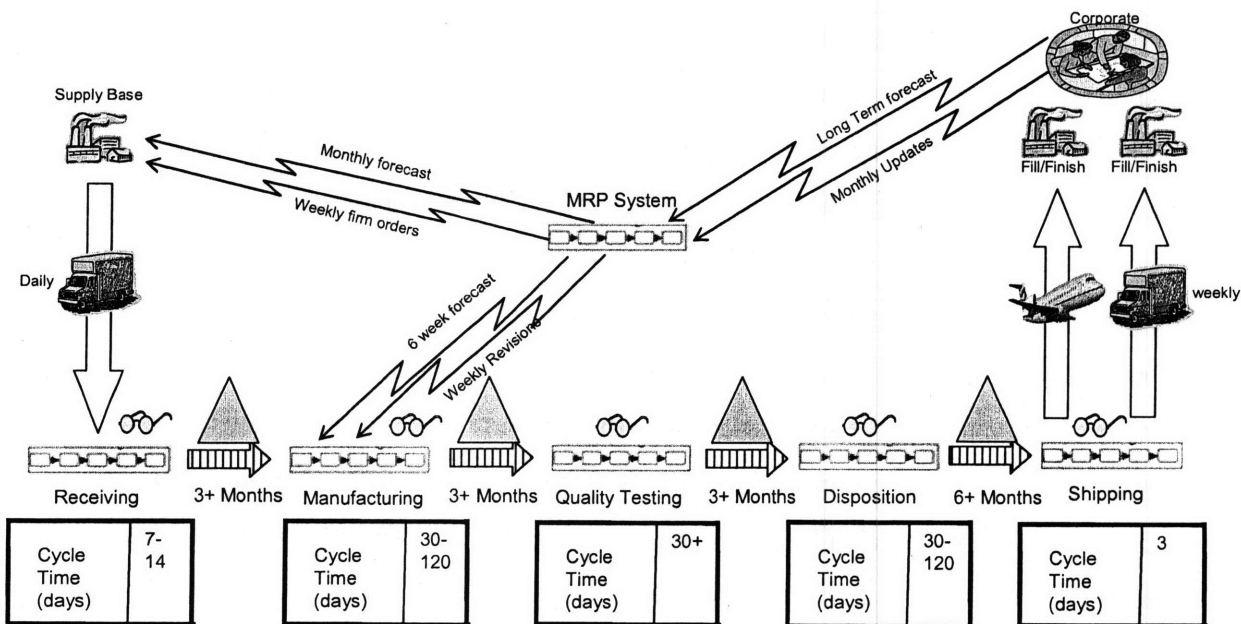 Corporate
Supply Base
Long Term forecast
Monthly Updates
Fill/Finish
Fill/Finish
Monthly forecast
Weekly firm orders
MRP System
Daily
weekly
6 week forecast
Weekly Revisions
Receiving
3+ Months
Manufacturing
3+ Months
Quality Testing
3+ Months
Disposition
6+ Months
Shipping
Cycle
Time
(days)
7-
14
Cycle
Time
(days)
30-
120
Cycle
Time
(days)
30+
Cycle
Time
(days)
30-
120
Cycle
Time
(days)
3